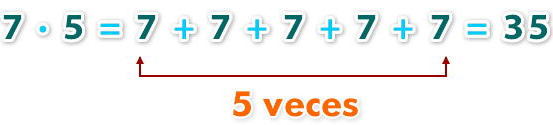 7 · 5 = 7 + 7 + 7 + 7 + 7 = 35
5 veces